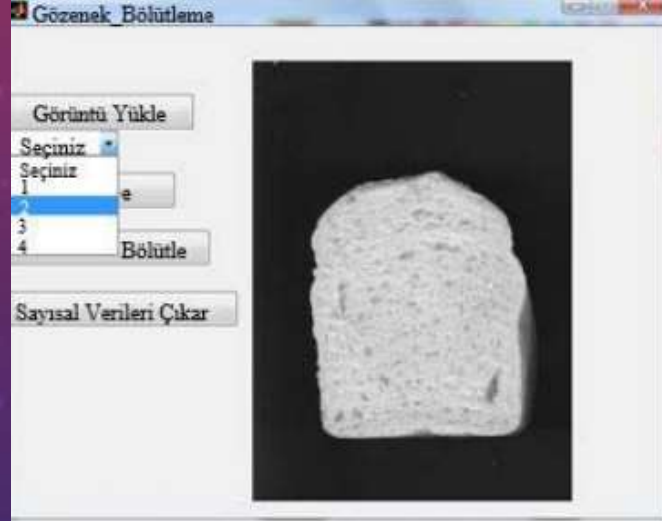 Gözenek_Bölütleme
Görüntü Yükle
Seçiniz
Seçiniz
1
2
3
4
e
Bölütle
Sayısal Verileri Çıkar